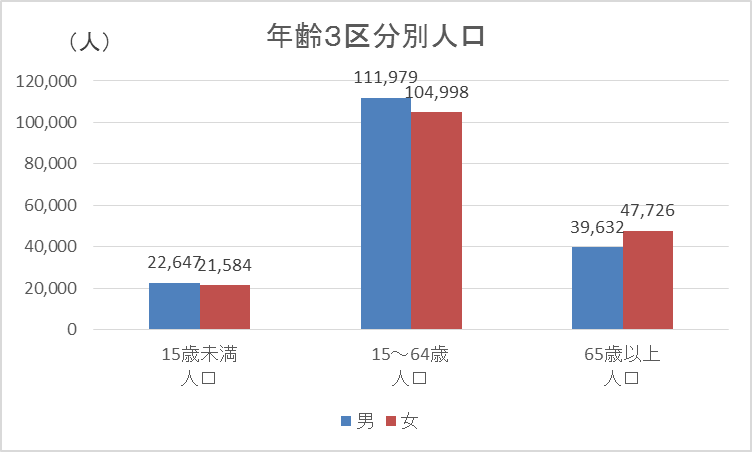 年齢３区分別人口
（人）
120,000
100,000
80,000
60,000
40,000
20,000
0
111,979
104,998
22,647
21,584
39,632
47,726
15歳未満
人口
15～64歳
人口
65歳以上
人口
男 女